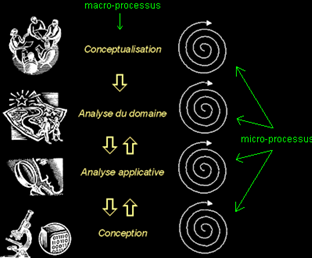 macro-processus
Conceptualisation
Analyse du domaine
micro-processus
Analyse applicative
Conception